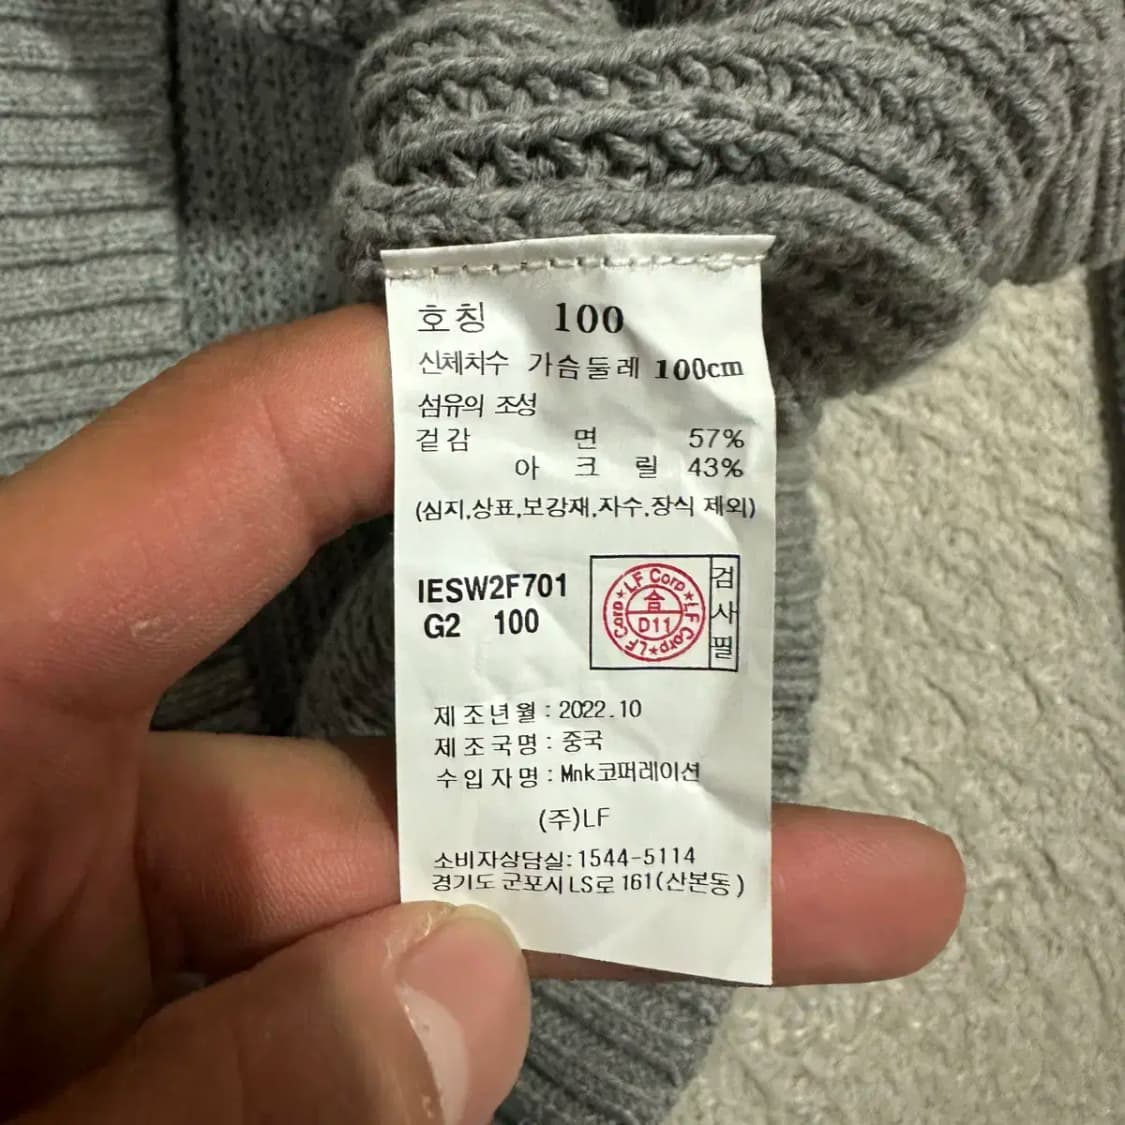 호칭 100
신체치수 가슴둘레 100cm
섬유의 조성
겉감 면 57%
아크릴 43%
(심지,상표,보강재,자수,장식 제외)
IESW2F701
G2 100
LF Corp★LF Corp★LF Corp★
合
D11
검사필
제조년월 : 2022.10
제조국명 : 중국
수입자명 : Mnk코퍼레이션
(주)LF
소비자상담실:1544-5114
경기도 군포시 LS로 161(산본동)